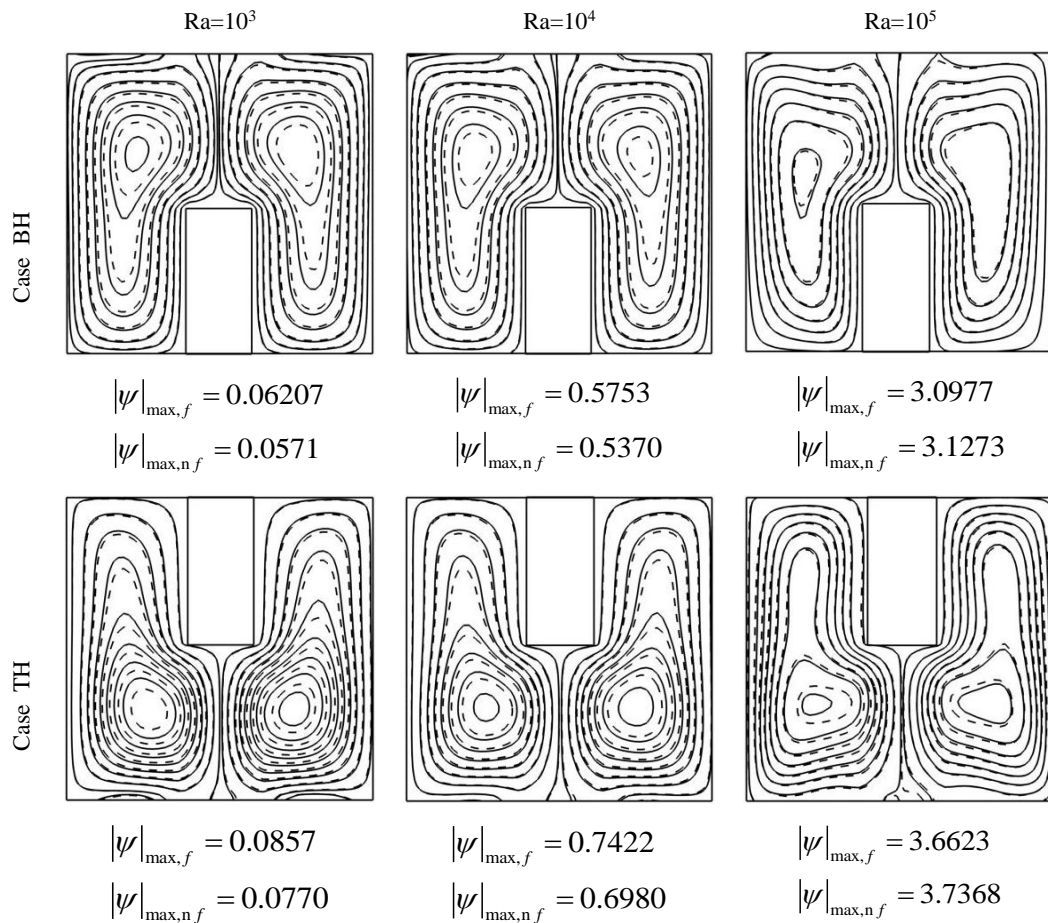 Ra=10³ Ra=10⁴ Ra=10⁵
Case BH
|ψ|max,f = 0.06207 |ψ|max,f = 0.5753 |ψ|max,f = 3.0977
|ψ|max,nf = 0.0571 |ψ|max,nf = 0.5370 |ψ|max,nf = 3.1273
Case TH
|ψ|max,f = 0.0857 |ψ|max,f = 0.7422 |ψ|max,f = 3.6623
|ψ|max,nf = 0.0770 |ψ|max,nf = 0.6980 |ψ|max,nf = 3.7368